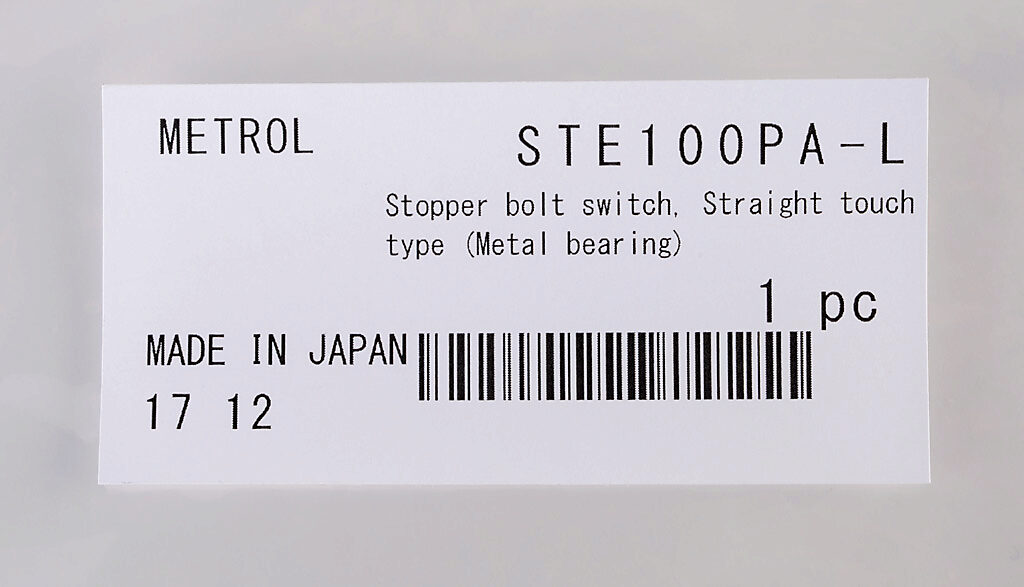 METROL
STE100PA-L
Stopper bolt switch, Straight touch
type (Metal bearing)
1 pc
MADE IN JAPAN
17 12